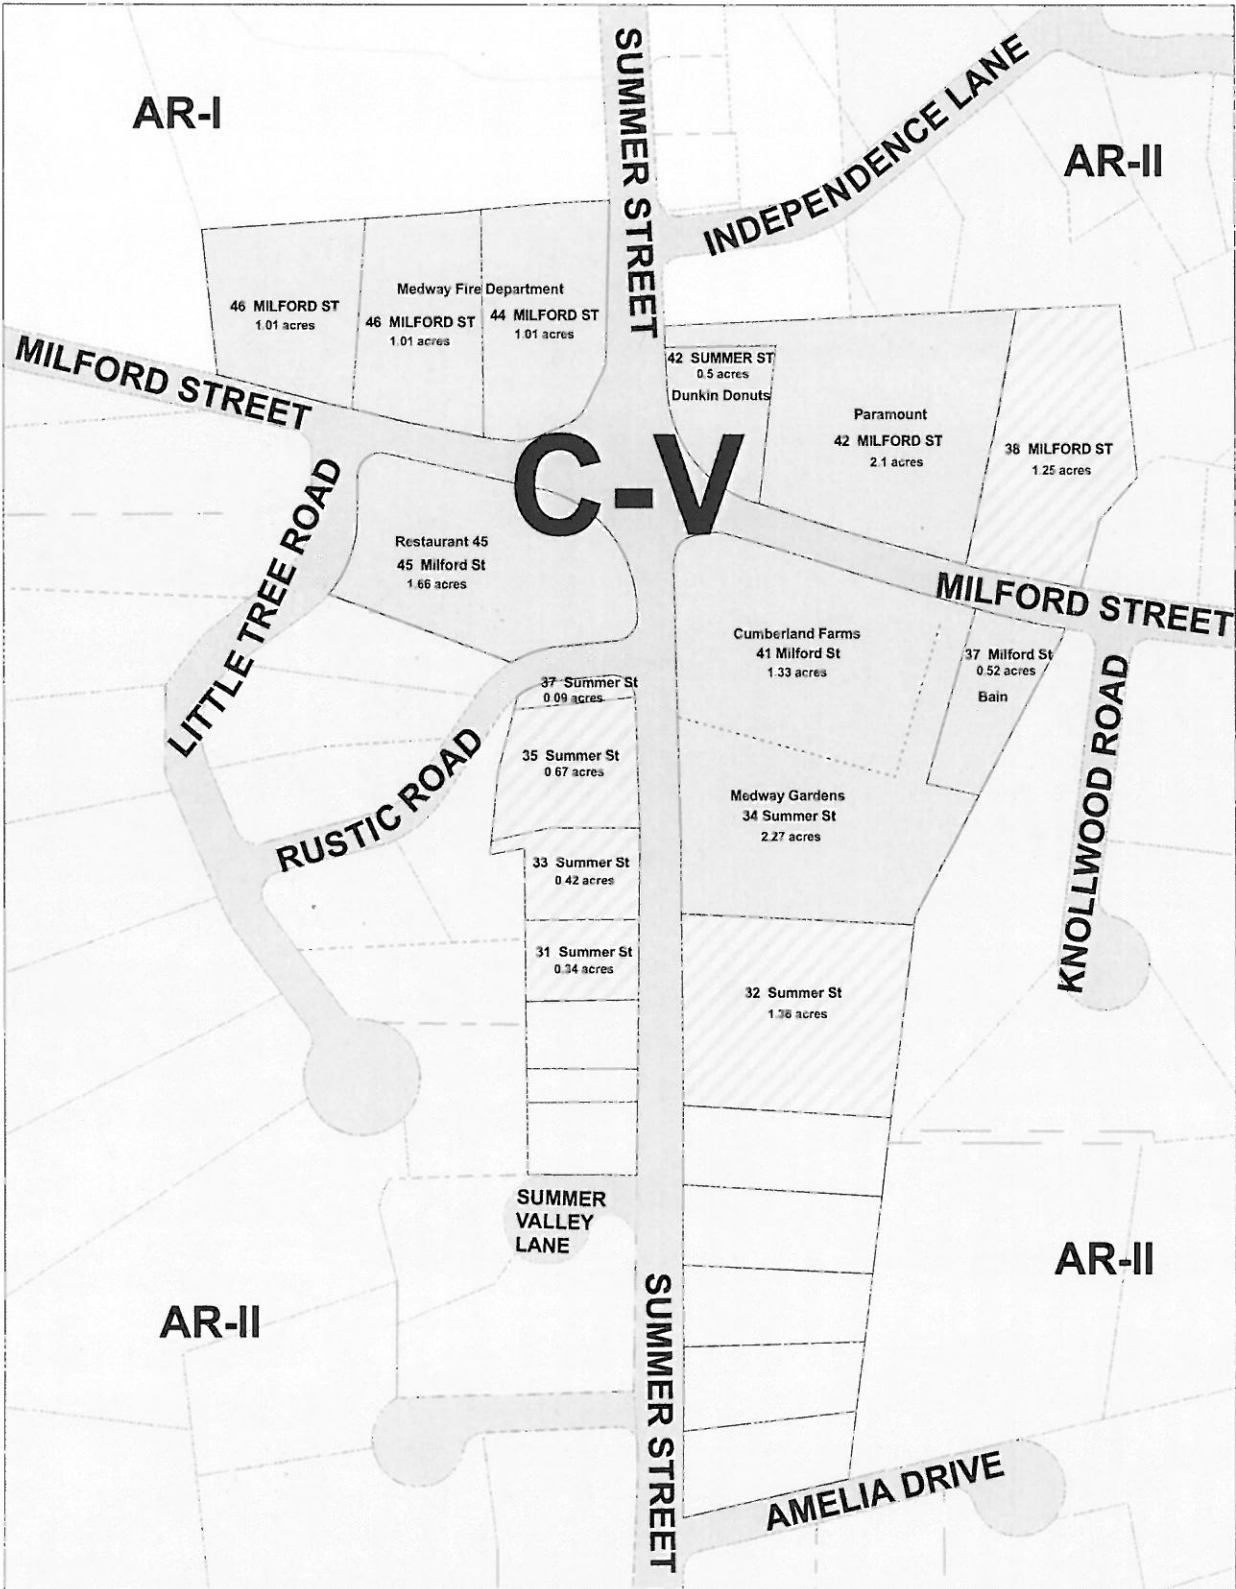 AR-I
SUMMER STREET
INDEPENDENCE LANE
AR-II
46 MILFORD ST
1.01 acres
Medway Fire Department
46 MILFORD ST
1.01 acres
44 MILFORD ST
1.01 acres
MILFORD STREET
42 SUMMER ST
0.5 acres
Dunkin Donuts
Paramount
42 MILFORD ST
2.1 acres
38 MILFORD ST
1.25 acres
C-V
LITTLE TREE ROAD
Restaurant 45
45 Milford St
1.66 acres
MILFORD STREET
Cumberland Farms
41 Milford St
1.33 acres
37 Milford St
0.52 acres
Bain
KNOLLWOOD ROAD
37 Summer St
0.09 acres
RUSTIC ROAD
35 Summer St
0.67 acres
Medway Gardens
34 Summer St
2.27 acres
33 Summer St
0.42 acres
31 Summer St
0.34 acres
32 Summer St
acres
SUMMER
VALLEY
LANE
AR-II
AR-II
SUMMER STREET
AMELIA DRIVE